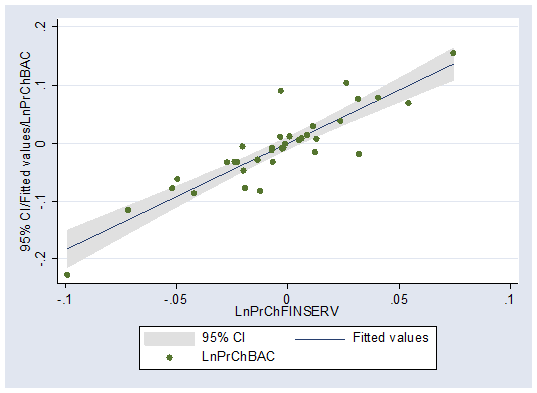 95% CI/Fitted values/LnPrChBAC
.2
.1
0
-.1
-.2
-.1
-.05
0
.05
.1
LnPrChFINSERV
95% CI
Fitted values
LnPrChBAC